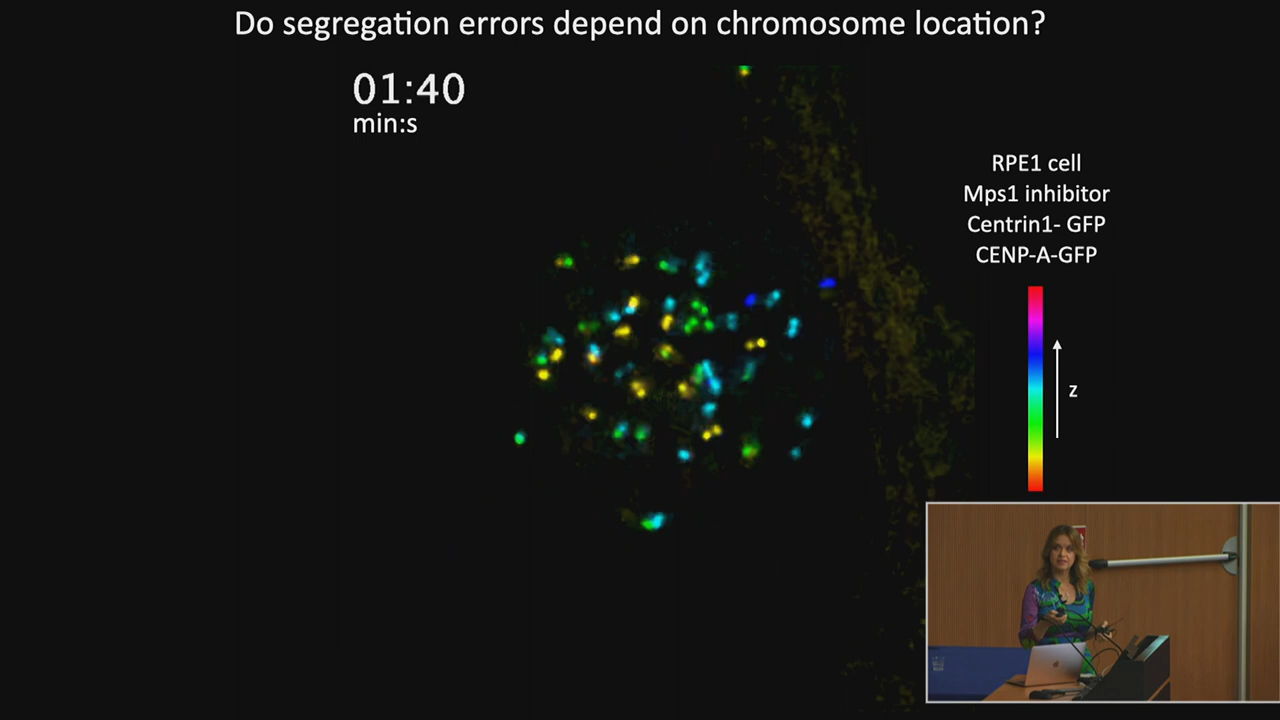 Do segregation errors depend on chromosome location?
01:40
min:s
RPE1 cell
Mps1 inhibitor
Centrin1- GFP
CENP-A-GFP
z